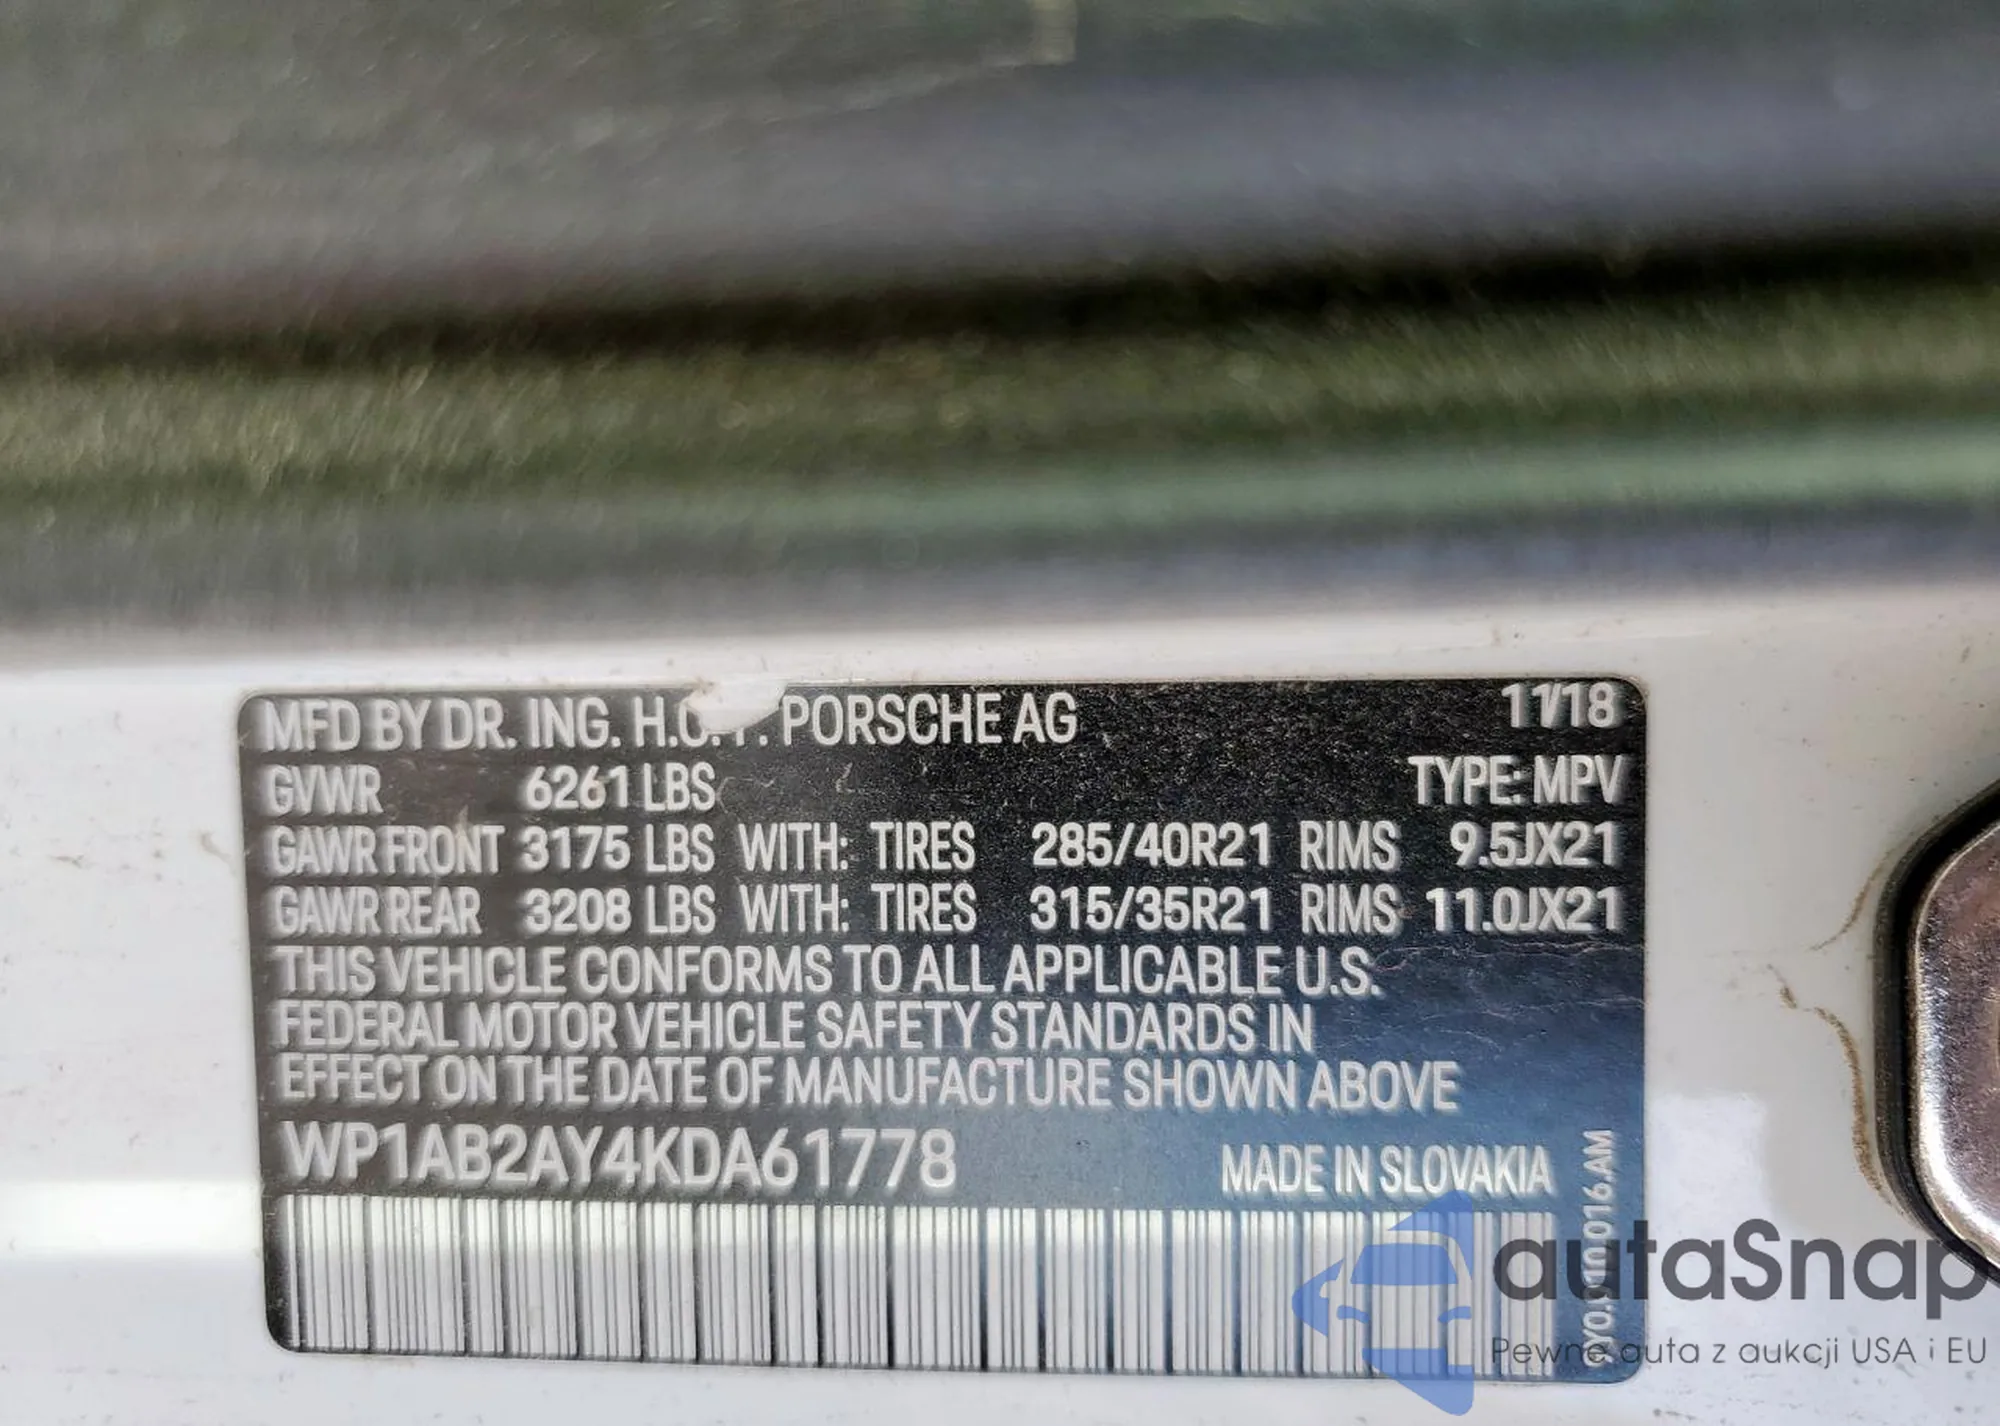 MFD BY DR. ING. H.C. F. PORSCHE AG 11/18
GVWR 6261 LBS TYPE: MPV
GAWR FRONT 3175 LBS WITH: TIRES 285/40R21 RIMS 9.5JX21
GAWR REAR 3208 LBS WITH: TIRES 315/35R21 RIMS 11.0JX21
THIS VEHICLE CONFORMS TO ALL APPLICABLE U.S.
FEDERAL MOTOR VEHICLE SAFETY STANDARDS IN
EFFECT ON THE DATE OF MANUFACTURE SHOWN ABOVE
WP1AB2AY4KDA61778 MADE IN SLOVAKIA
autaSnap
Pewne auta z aukcji USA i EU